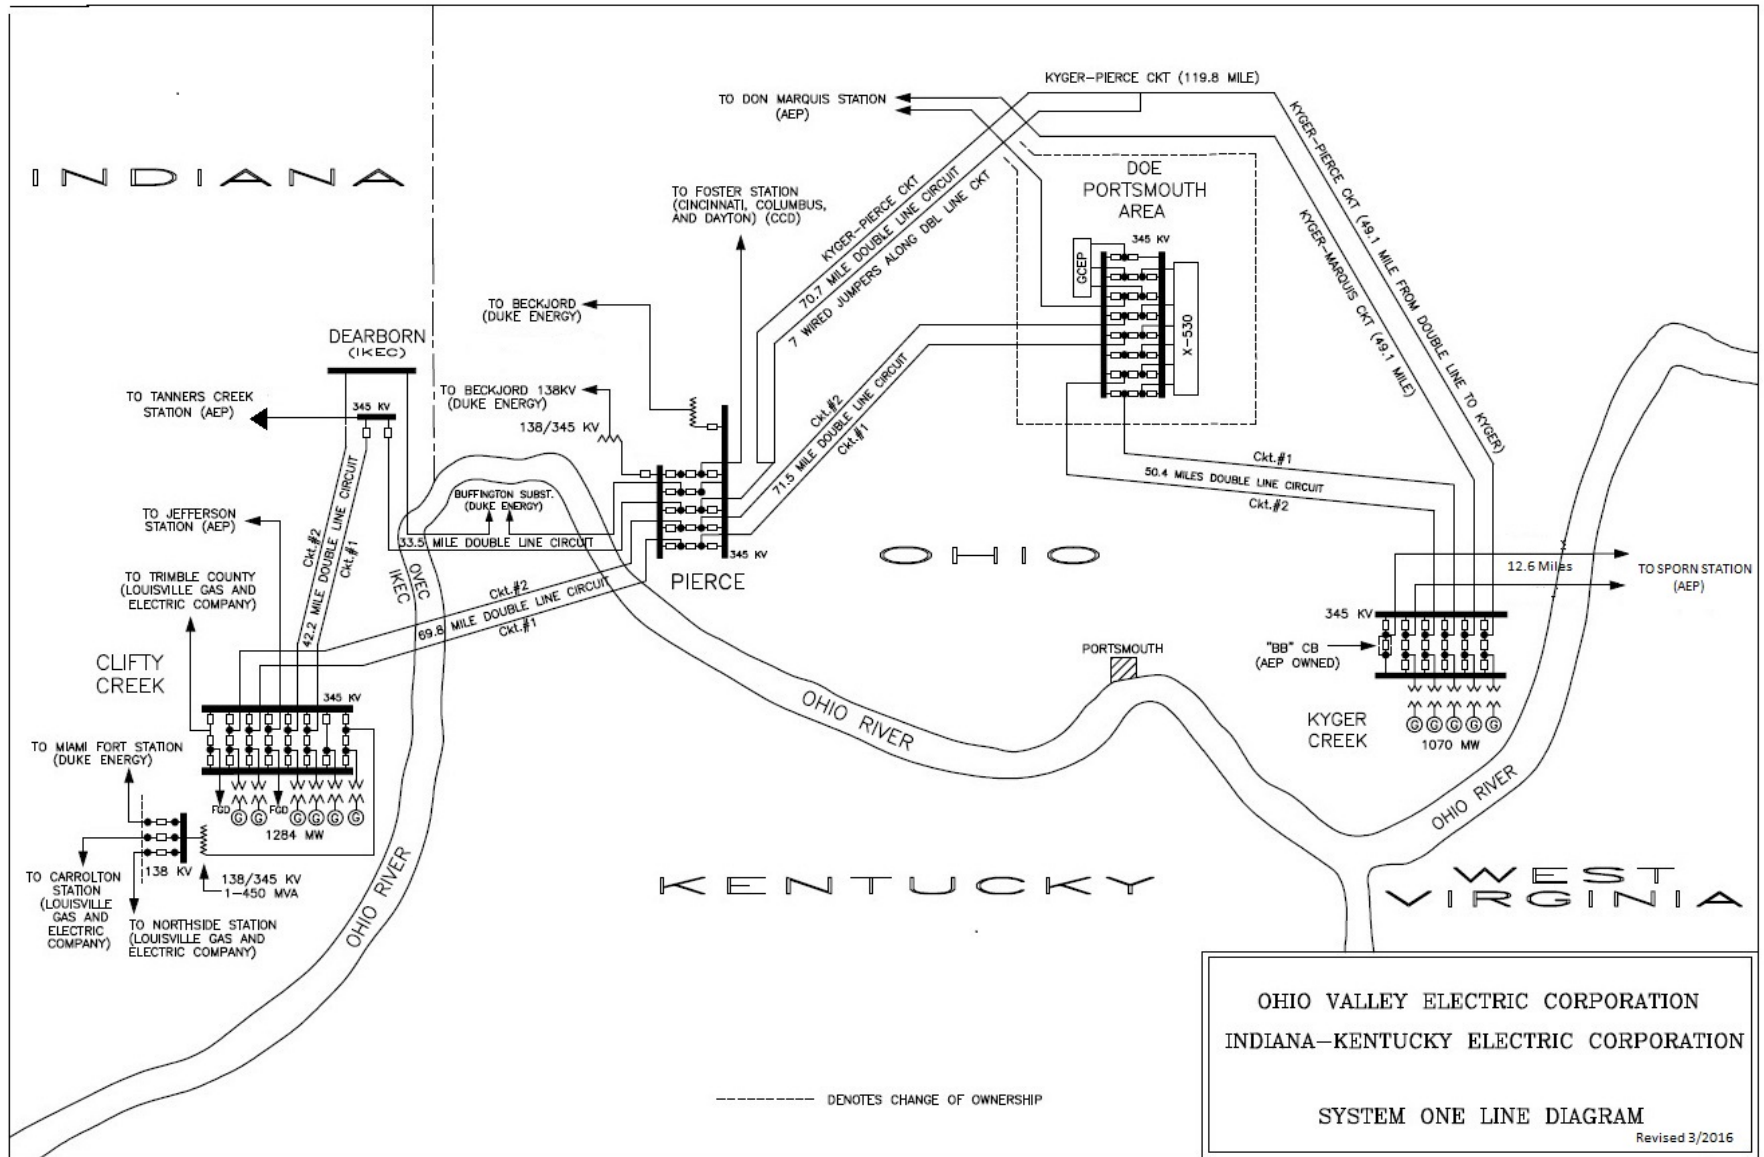 INDIANA
KYGER-PIERCE CKT (119.8 MILE)
TO DON MARQUIS STATION
(AEP)
KYGER-PIERCE CKT (49.1 MILE FROM DOUBLE LINE TO KYGER)
KYGER-MARQUIS CKT (49.1 MILE)
DOE
PORTSMOUTH
AREA
345 KV
GCEP
X-530
TO FOSTER STATION
(CINCINNATI, COLUMBUS,
AND DAYTON) (CCD)
KYGER-PIERCE CKT
70.7 MILE DOUBLE LINE CIRCUIT
7 WIRED JUMPERS ALONG DBL LINE CKT
TO BECKJORD
(DUKE ENERGY)
DEARBORN
(IKEC)
TO TANNERS CREEK
STATION (AEP)
345 KV
TO BECKJORD 138KV
(DUKE ENERGY)
138/345 KV
Ckt.#2
71.5 MILE DOUBLE LINE CIRCUIT
Ckt.#1
Ckt.#1
50.4 MILES DOUBLE LINE CIRCUIT
Ckt.#2
BUFFINGTON SUBST.
(DUKE ENERGY)
33.5 MILE DOUBLE LINE CIRCUIT
345 KV
PIERCE
TO JEFFERSON
STATION (AEP)
Ckt.#2
42.2 MILE DOUBLE LINE CIRCUIT
Ckt.#1
OVEC
IKEC
TO TRIMBLE COUNTY
(LOUISVILLE GAS AND
ELECTRIC COMPANY)
Ckt.#2
69.8 MILE DOUBLE LINE CIRCUIT
Ckt.#1
OHIO
12.6 Miles
TO SPORN STATION
(AEP)
345 KV
"BB" CB
(AEP OWNED)
KYGER
CREEK
G G G G G
1070 MW
PORTSMOUTH
OHIO RIVER
OHIO RIVER
CLIFTY
CREEK
345 KV
TO MIAMI FORT STATION
(DUKE ENERGY)
FGD G G FGD G G G G
1284 MW
138 KV
138/345 KV
1-450 MVA
TO CARROLTON
STATION
(LOUISVILLE
GAS AND
ELECTRIC
COMPANY)
TO NORTHSIDE STATION
(LOUISVILLE GAS AND
ELECTRIC COMPANY)
OHIO RIVER
KENTUCKY
WEST
VIRGINIA
DENOTES CHANGE OF OWNERSHIP
OHIO VALLEY ELECTRIC CORPORATION
INDIANA-KENTUCKY ELECTRIC CORPORATION
SYSTEM ONE LINE DIAGRAM
Revised 3/2016